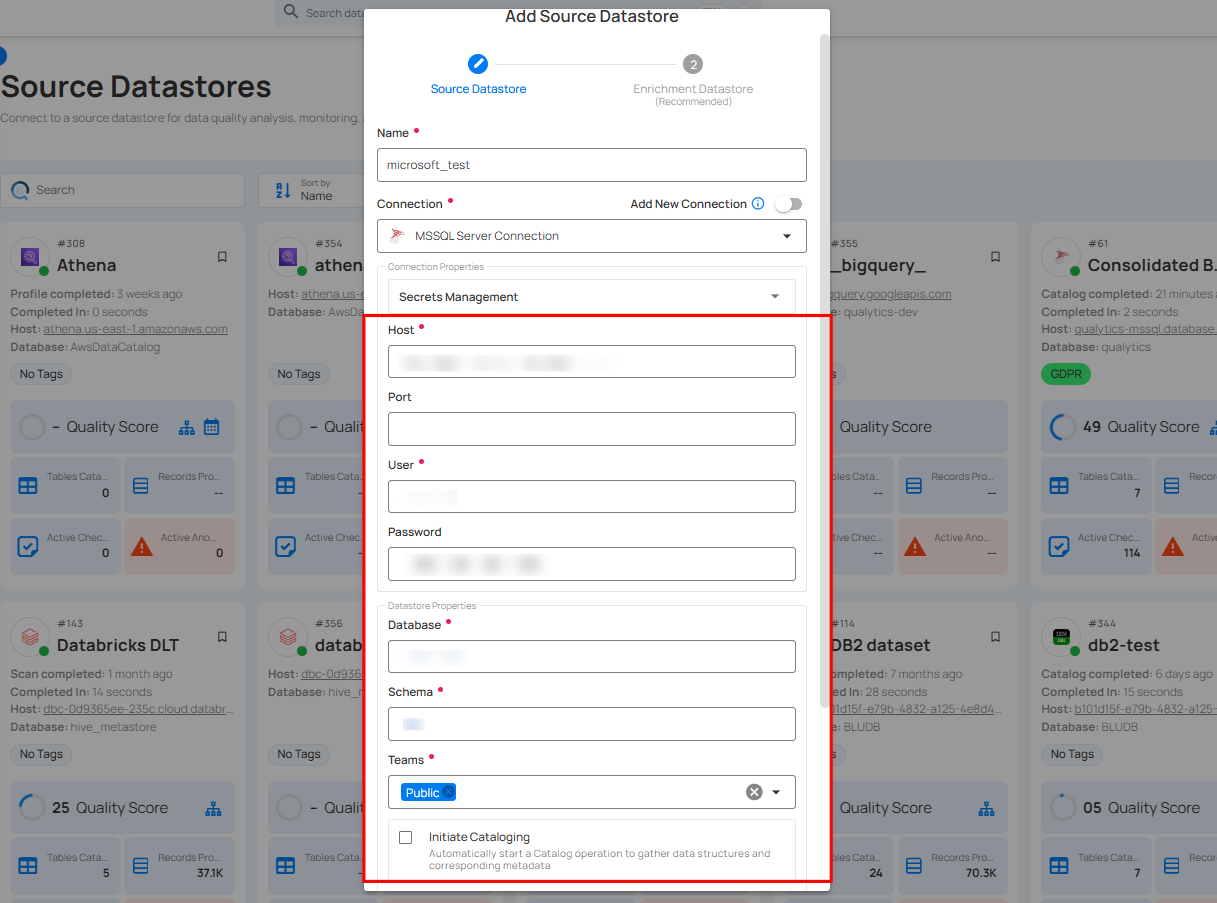 Search data
Add Source Datastore
2
Source Datastore
Enrichment Datastore
(Recommended)
Source Datastores
Connect to a source datastore for data quality analysis, monitoring,
Name
microsoft_test
Search
Sort by
Name
Connection
Add New Connection
MSSQL Server Connection
Connection Properties
Secrets Management
Host
Port
User
Password
Datastore Properties
Database
Schema
Teams
Public
Initiate Cataloging
Automatically start a Catalog operation to gather data structures and
corresponding metadata
#308
Athena
Profile completed: 3 weeks ago
Completed In: 0 seconds
Host: athena.us-east-1.amazonaws.com
Database: AwsDataCatalog
No Tags
– Quality Score
Tables Cata...
0
Records Pro...
--
Active Chec...
0
Active Ano...
0
#354
athen
Host: athena.us-e
Database: AwsDa
No Tags
– Quali
Tables Cata
Active Chec
#355
_bigquery_
gquery.googleapis.com
: qualytics-dev
Quality Score
Cata...
--
Records Pro...
--
ive Chec...
--
Active Ano...
--
#61
Consolidated B...
Catalog completed: 21 minutes
Completed In: 2 seconds
Host: qualytics-mssql.database.
Database: qualytics
GDPR
49 Quality Score
Tables Cata...
7
Recor
Active Chec...
114
Active
#143
Databricks DLT
Scan completed: 1 month ago
Completed In: 14 seconds
Host: dbc-0d9365ee-235c.cloud.databr...
Database: hive_metastore
No Tags
25 Quality Score
Tables Cata...
5
Records Pro...
37.1K
#356
datab
Host: dbc-0d936
Database: hive_r
No Tags
– Quali
Tables Cata
#114
DB2 dataset
mpleted: 7 months ago
ed In: 28 seconds
01d15f-e79b-4832-a125-4e8d4...
e: BLUDB
Quality Score
Cata...
24
Records Pro...
70.3K
#344
db2-test
Catalog completed: 6 days ago
Completed In: 15 seconds
Host: b101d15f-e79b-4832-a125-
Database: BLUDB
No Tags
05 Quality Score
Tables Cata...
7
Recor